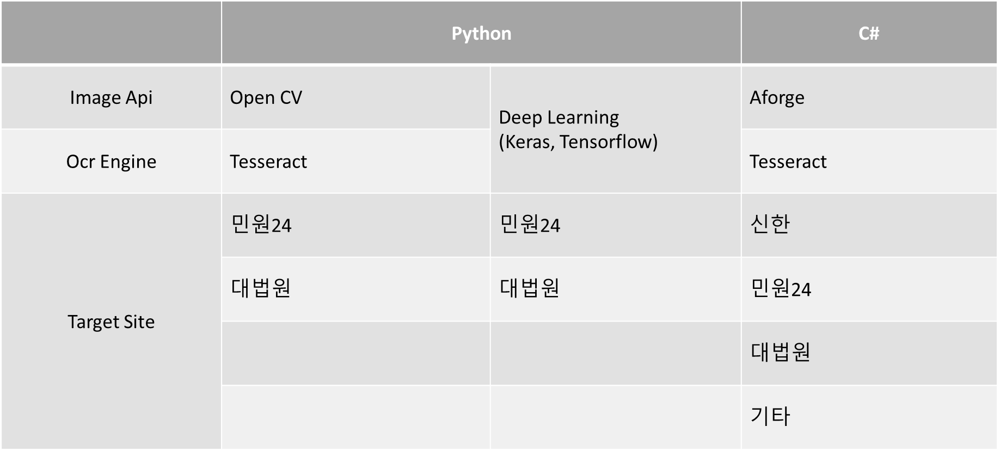 Python
C#
Image Api
Open CV
Deep Learning
(Keras, Tensorflow)
Aforge
Ocr Engine
Tesseract
Tesseract
Target Site
민원24
민원24
신한
대법원
대법원
민원24
대법원
기타